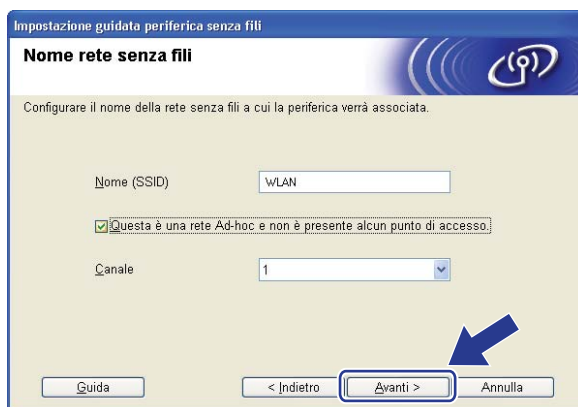 Impostazione guidata periferica senza fili
Nome rete senza fili
Configurare il nome della rete senza fili a cui la periferica verrà associata.
Nome (SSID)
WLAN
Questa è una rete Ad-hoc e non è presente alcun punto di accesso.
Canale
1
Guida
< Indietro
Avanti >
Annulla